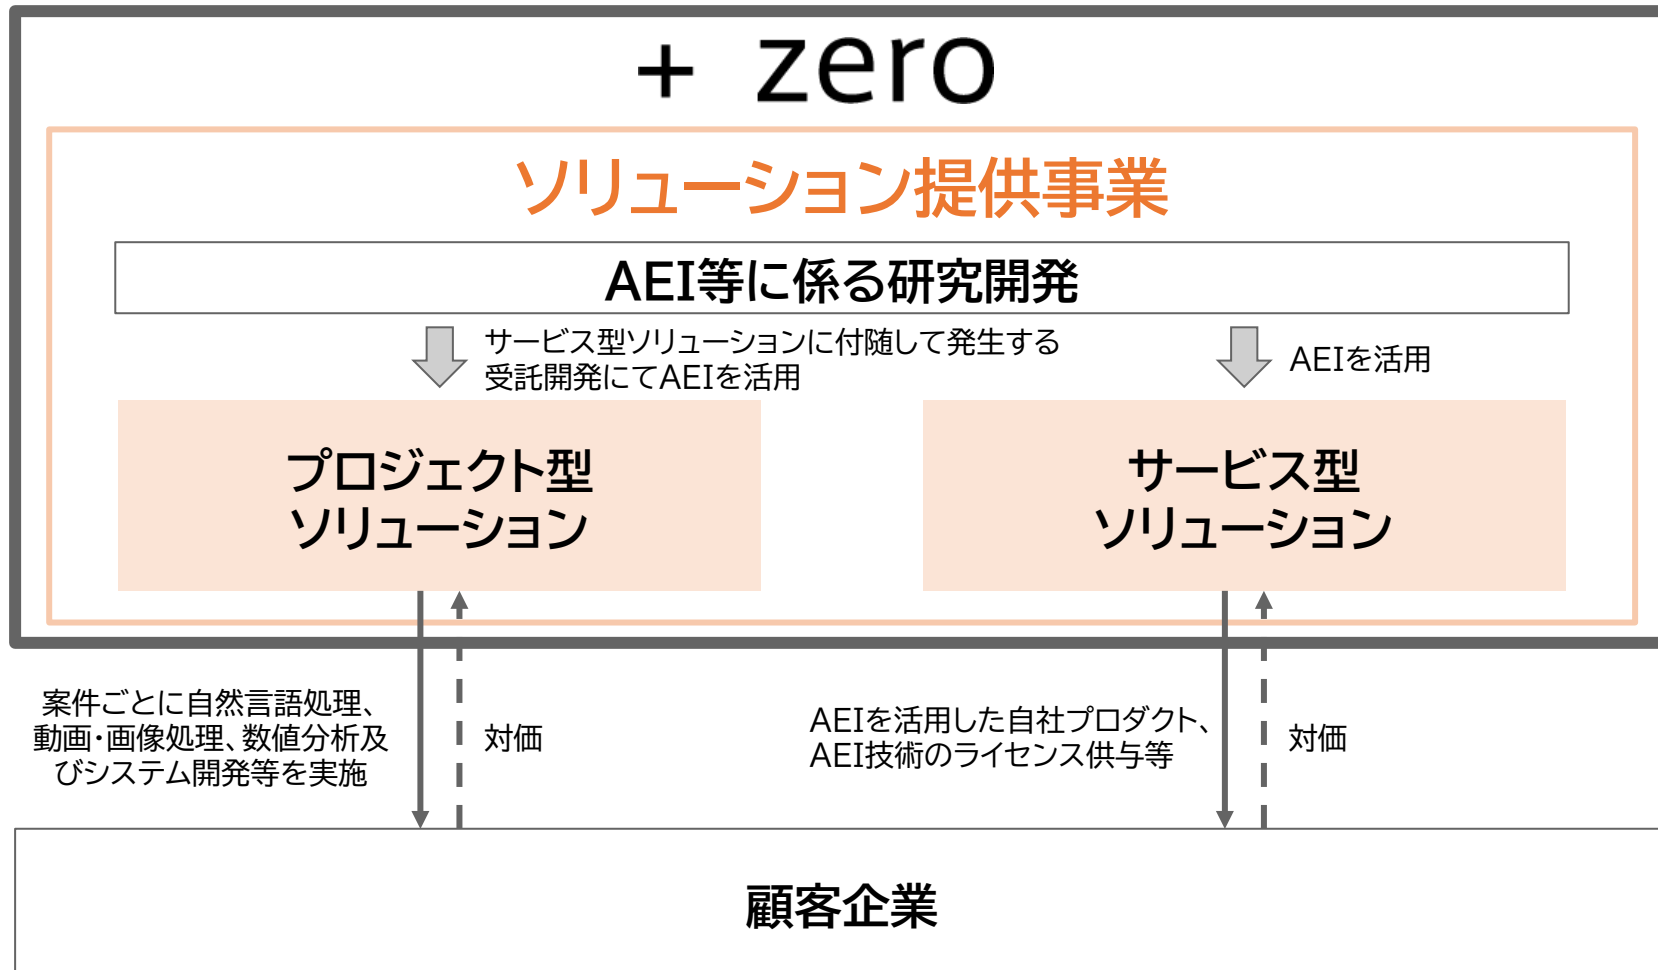 + zero
ソリューション提供事業
AEI等に係る研究開発
サービス型ソリューションに付随して発生する
受託開発にてAEIを活用
AEIを活用
プロジェクト型
ソリューション
サービス型
ソリューション
案件ごとに自然言語処理、
動画・画像処理、数値分析及
びシステム開発等を実施
対価
AEIを活用した自社プロダクト、
AEI技術のライセンス供与等
対価
顧客企業